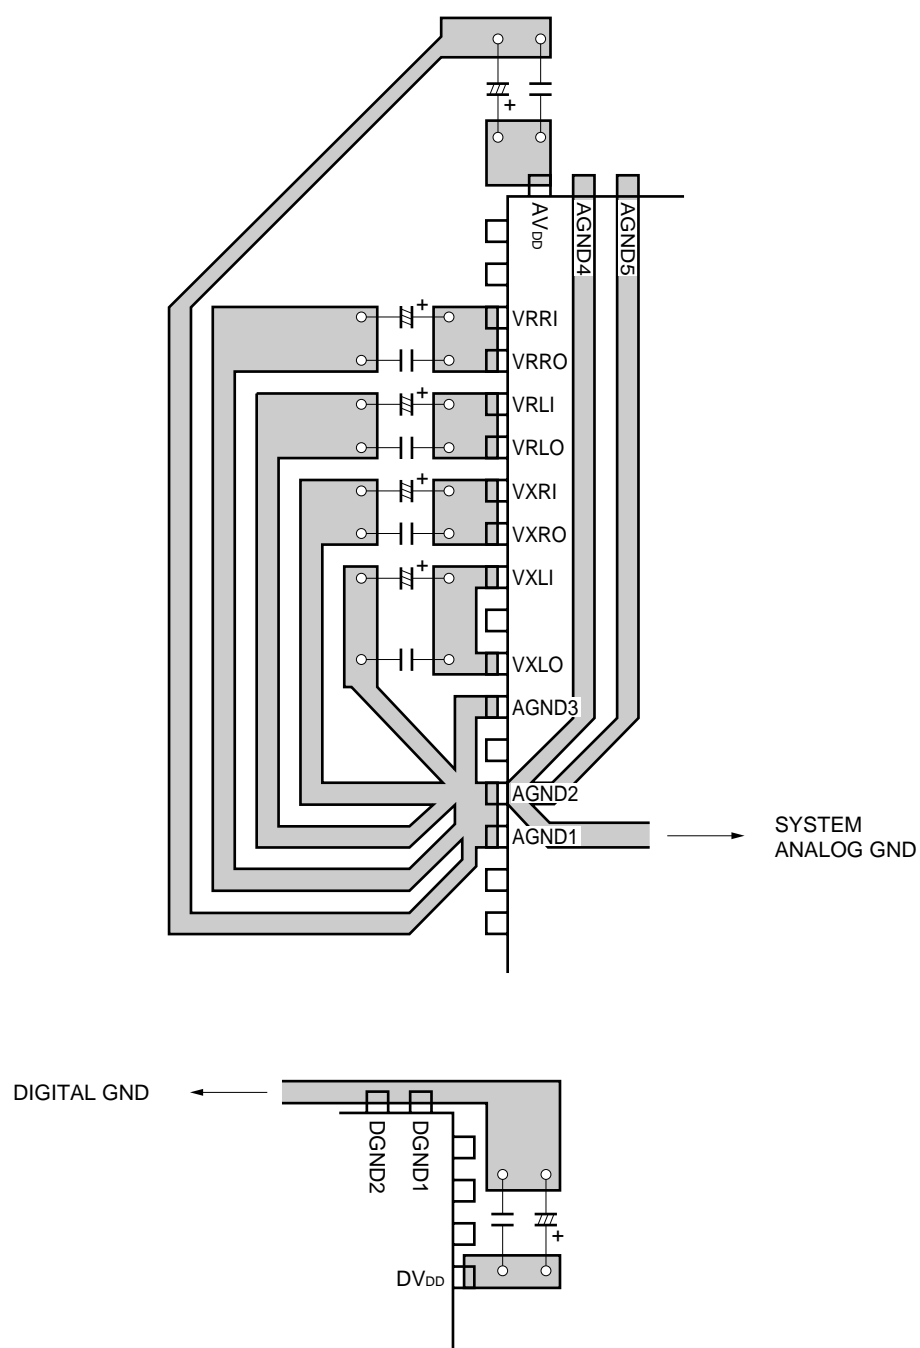 +
AVDD
AGND4
AGND5
+
VRRI
VRRO
+
VRLI
VRLO
+
VXRI
VXRO
+
VXLI
VXLO
AGND3
AGND2
AGND1
SYSTEM
ANALOG GND
DIGITAL GND
DGND2
DGND1
+
DVDD